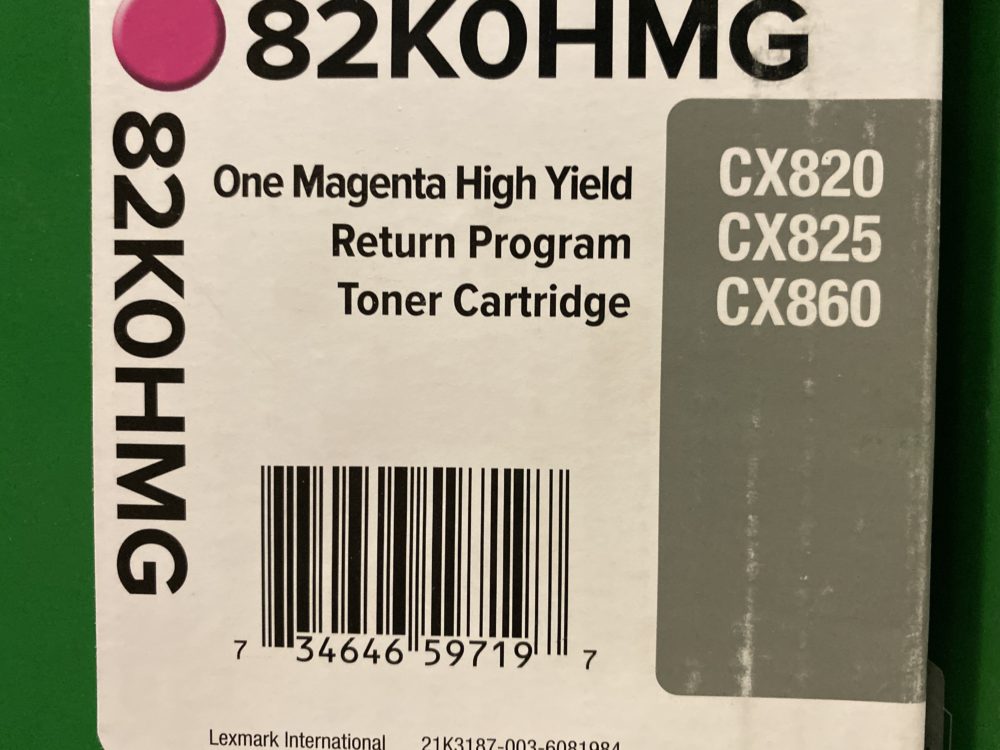 82K0HMG
82K0HMG
One Magenta High Yield
Return Program
Toner Cartridge
CX820
CX825
CX860
7 34646 59719 7
Lexmark International 21K3187-003-6081984